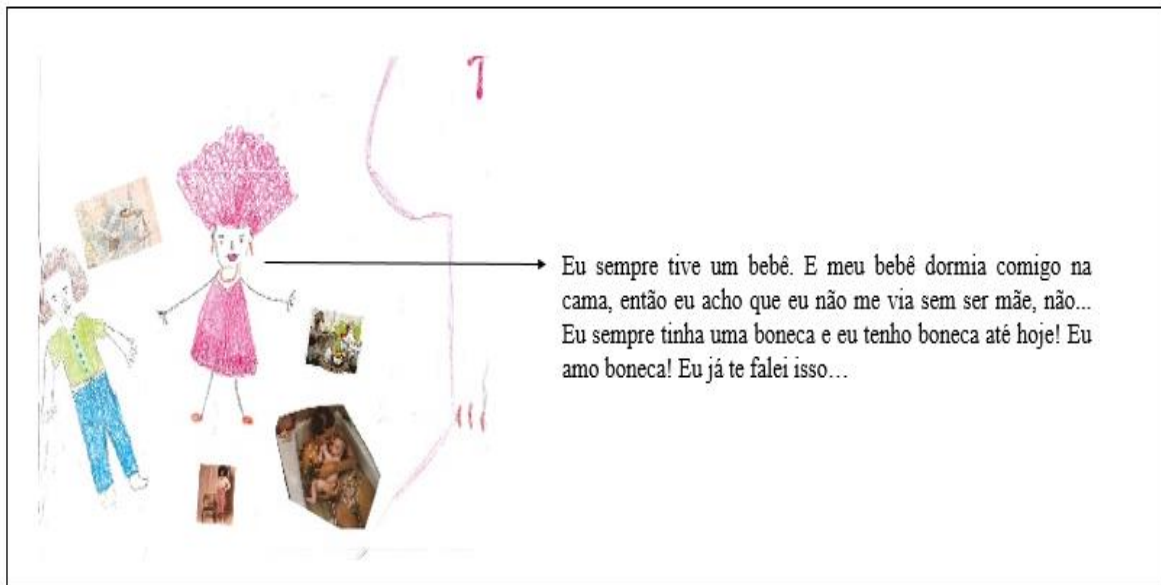 Eu sempre tive um bebê. E meu bebê dormia comigo na
cama, então eu acho que eu não me via sem ser mãe, não...
Eu sempre tinha uma boneca e eu tenho boneca até hoje! Eu
amo boneca! Eu já te falei isso…